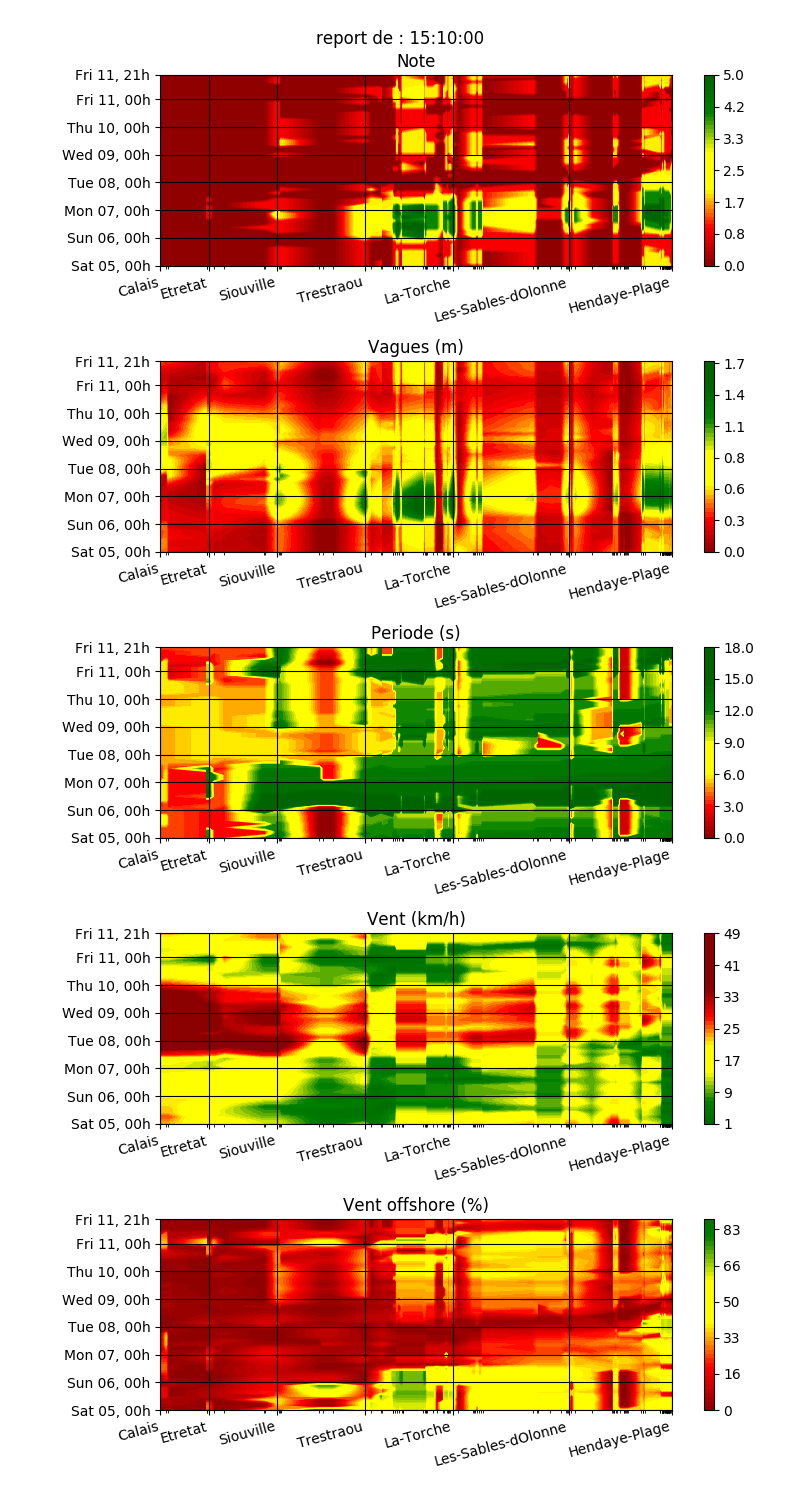 report de : 15:10:00
Note
Fri 11, 21h
Fri 11, 00h
Thu 10, 00h
Wed 09, 00h
Tue 08, 00h
Mon 07, 00h
Sun 06, 00h
Sat 05, 00h
Calais Etretat Siouville Trestraou La-Torche Les-Sables-dOlonne Hendaye-Plage
5.0
4.2
3.3
2.5
1.7
0.8
0.0
Vagues (m)
Fri 11, 21h
Fri 11, 00h
Thu 10, 00h
Wed 09, 00h
Tue 08, 00h
Mon 07, 00h
Sun 06, 00h
Sat 05, 00h
Calais Etretat Siouville Trestraou La-Torche Les-Sables-dOlonne Hendaye-Plage
1.7
1.4
1.1
0.8
0.6
0.3
0.0
Periode (s)
Fri 11, 21h
Fri 11, 00h
Thu 10, 00h
Wed 09, 00h
Tue 08, 00h
Mon 07, 00h
Sun 06, 00h
Sat 05, 00h
Calais Etretat Siouville Trestraou La-Torche Les-Sables-dOlonne Hendaye-Plage
18.0
15.0
12.0
9.0
6.0
3.0
0.0
Vent (km/h)
Fri 11, 21h
Fri 11, 00h
Thu 10, 00h
Wed 09, 00h
Tue 08, 00h
Mon 07, 00h
Sun 06, 00h
Sat 05, 00h
Calais Etretat Siouville Trestraou La-Torche Les-Sables-dOlonne Hendaye-Plage
49
41
33
25
17
9
1
Vent offshore (%)
Fri 11, 21h
Fri 11, 00h
Thu 10, 00h
Wed 09, 00h
Tue 08, 00h
Mon 07, 00h
Sun 06, 00h
Sat 05, 00h
Calais Etretat Siouville Trestraou La-Torche Les-Sables-dOlonne Hendaye-Plage
83
66
50
33
16
0